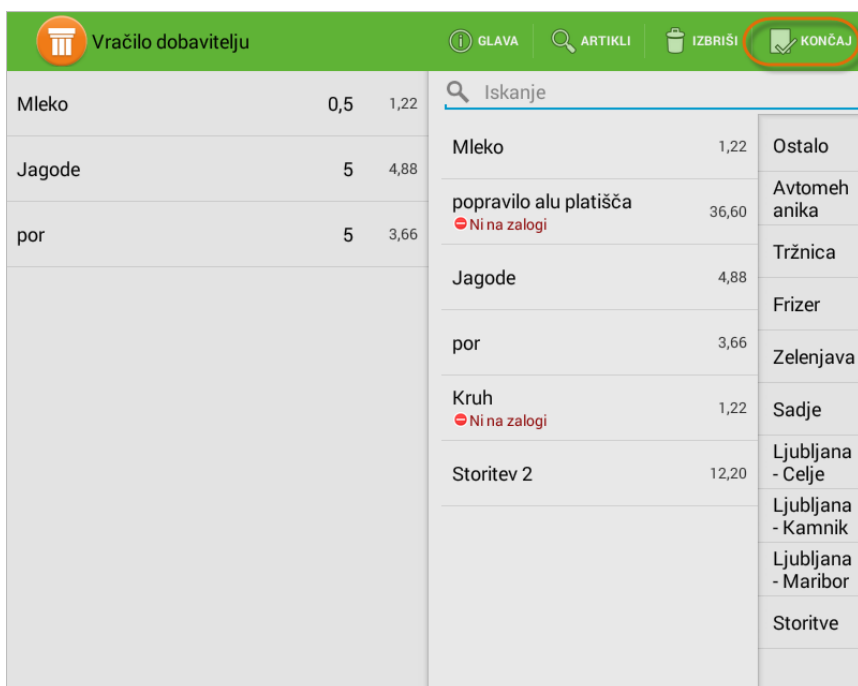 Vračilo dobavitelju
GLAVA
ARTIKLI
IZBRIŠI
KONČAJ
Mleko 0,5 1,22
Jagode 5 4,88
por 5 3,66
Iskanje
Mleko 1,22
popravilo alu platišča 36,60
Ni na zalogi
Jagode 4,88
por 3,66
Kruh 1,22
Ni na zalogi
Storitev 2 12,20
Ostalo
Avtomeh
anika
Tržnica
Frizer
Zelenjava
Sadje
Ljubljana
- Celje
Ljubljana
- Kamnik
Ljubljana
- Maribor
Storitve